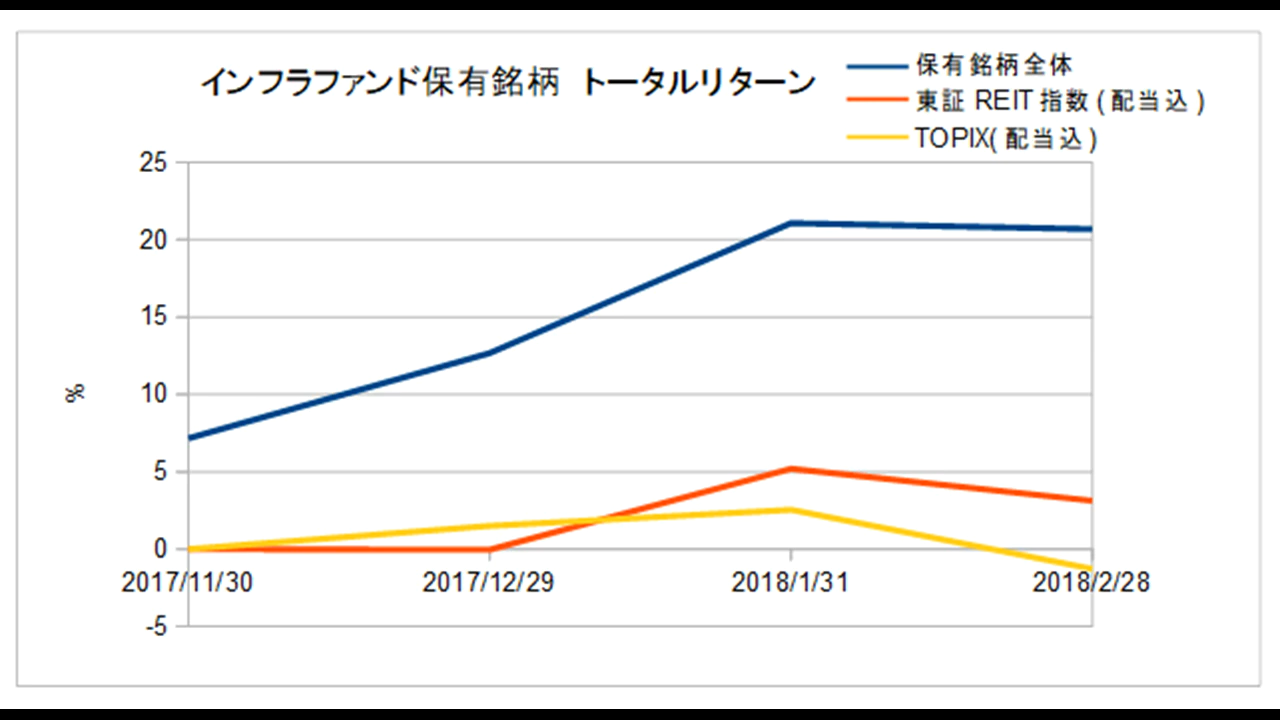 インフラファンド保有銘柄 トータルリターン
保有銘柄全体
東証 REIT 指数 ( 配当込 )
TOPIX( 配当込 )
25
20
15
10
5
0
-5
%
2017/11/30 2017/12/29 2018/1/31 2018/2/28